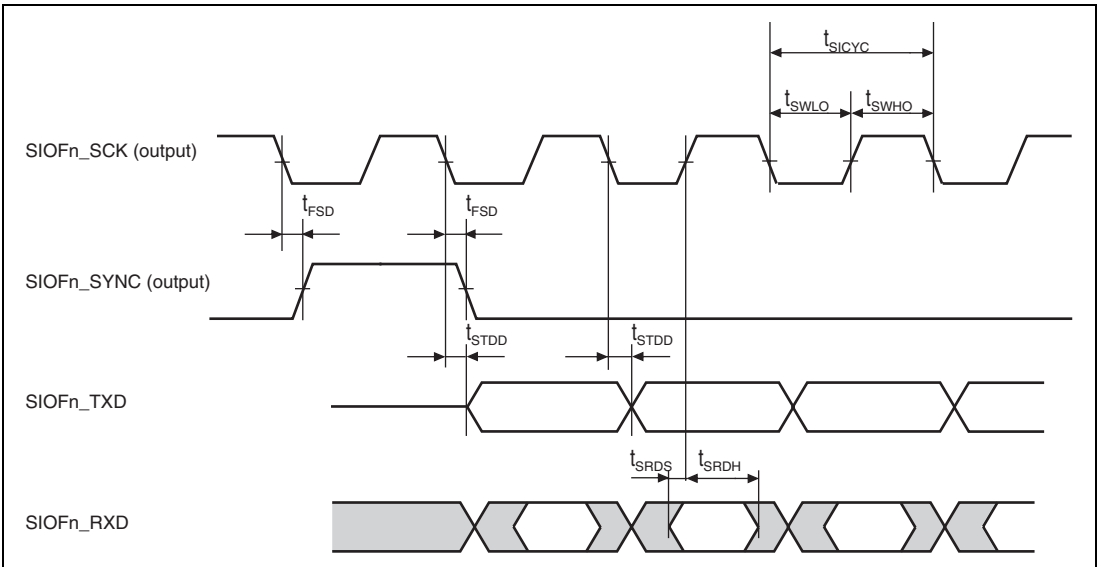 tSICYC
tSWLO tSWHO
SIOFn_SCK (output)
tFSD tFSD
SIOFn_SYNC (output)
tSTDD tSTDD
SIOFn_TXD
tSRDS tSRDH
SIOFn_RXD